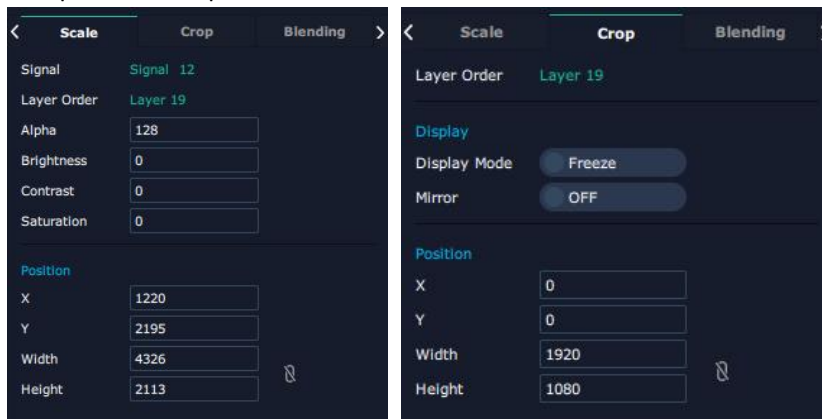 Scale Crop Blending
Signal Signal 12
Layer Order Layer 19
Alpha 128
Brightness 0
Contrast 0
Saturation 0
Position
X 1220
Y 2195
Width 4326
Height 2113
Scale Crop Blending
Layer Order Layer 19
Display
Display Mode Freeze
Mirror OFF
Position
X 0
Y 0
Width 1920
Height 1080